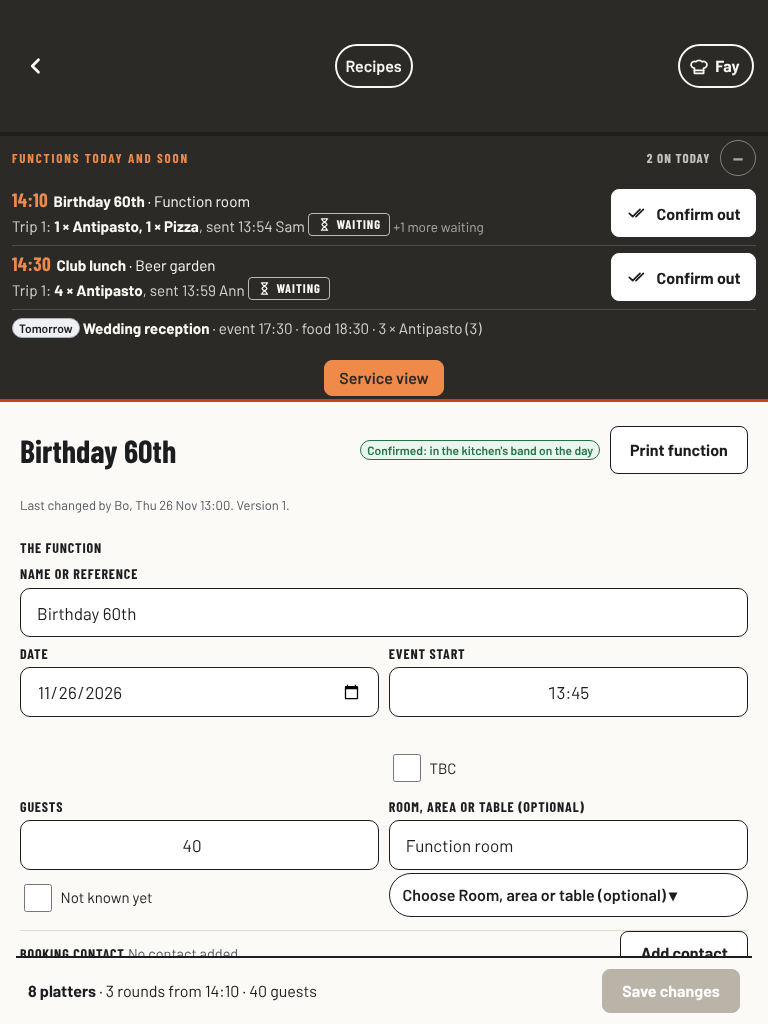 Recipes
Fay
FUNCTIONS TODAY AND SOON
2 ON TODAY
14:10 Birthday 60th · Function room
Trip 1: 1 × Antipasto, 1 × Pizza, sent 13:54 Sam WAITING +1 more waiting
Confirm out
14:30 Club lunch · Beer garden
Trip 1: 4 × Antipasto, sent 13:59 Ann WAITING
Confirm out
Tomorrow Wedding reception · event 17:30 · food 18:30 · 3 × Antipasto (3)
Service view
Birthday 60th
Confirmed: in the kitchen's band on the day
Print function
Last changed by Bo, Thu 26 Nov 13:00. Version 1.
THE FUNCTION
NAME OR REFERENCE
Birthday 60th
DATE
EVENT START
11/26/2026
13:45
TBC
GUESTS
ROOM, AREA OR TABLE (OPTIONAL)
40
Function room
Not known yet
Choose Room, area or table (optional) ▾
BOOKING CONTACT No contact added
Add contact
8 platters · 3 rounds from 14:10 · 40 guests
Save changes